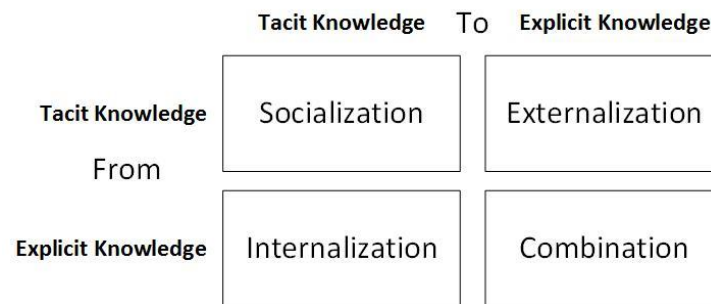 Tacit Knowledge To Explicit Knowledge
Tacit Knowledge Socialization Externalization
From
Explicit Knowledge Internalization Combination